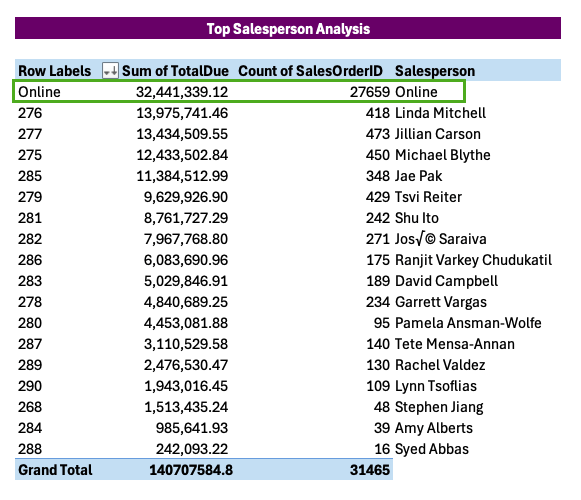 Top Salesperson Analysis
Row Labels Sum of TotalDue Count of SalesOrderID Salesperson
Online 32,441,339.12 27659 Online
276 13,975,741.46 418 Linda Mitchell
277 13,434,509.55 473 Jillian Carson
275 12,433,502.84 450 Michael Blythe
285 11,384,512.99 348 Jae Pak
279 9,629,926.90 429 Tsvi Reiter
281 8,761,727.29 242 Shu Ito
282 7,967,768.80 271 Jos√© Saraiva
286 6,083,690.96 175 Ranjit Varkey Chudukatil
283 5,029,846.91 189 David Campbell
278 4,840,689.25 234 Garrett Vargas
280 4,453,081.88 95 Pamela Ansman-Wolfe
287 3,110,529.58 140 Tete Mensa-Annan
289 2,476,530.47 130 Rachel Valdez
290 1,943,016.45 109 Lynn Tsoflias
268 1,513,435.24 48 Stephen Jiang
284 985,641.93 39 Amy Alberts
288 242,093.22 16 Syed Abbas
Grand Total 140707584.8 31465